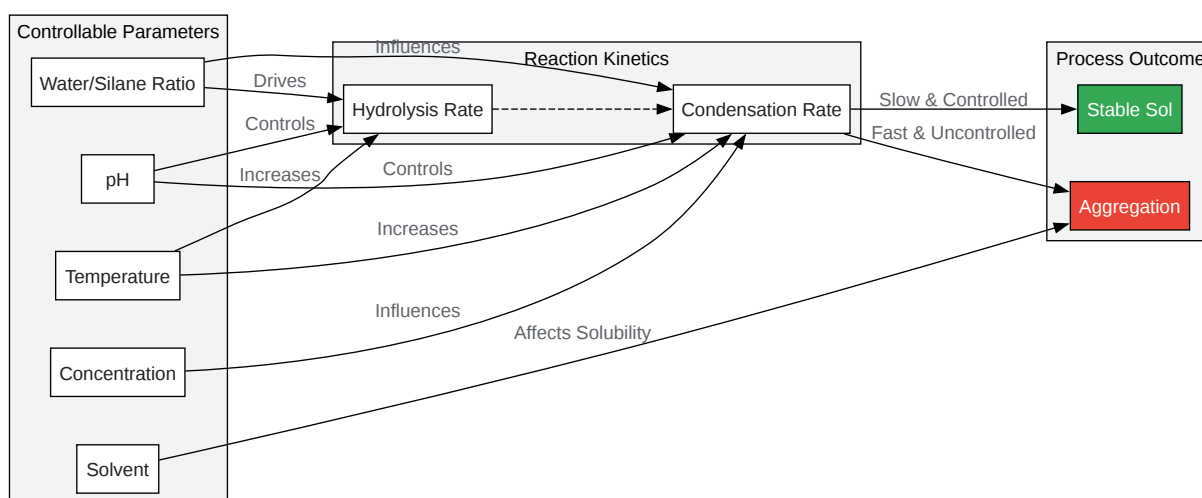 Controllable Parameters
Water/Silane Ratio
pH
Temperature
Concentration
Solvent
Influences
Drives
Controls
Increases
Controls
Increases
Influences
Affects Solubility
Reaction Kinetics
Hydrolysis Rate
Condensation Rate
Slow & Controlled
Fast & Uncontrolled
Process Outcome
Stable Sol
Aggregation